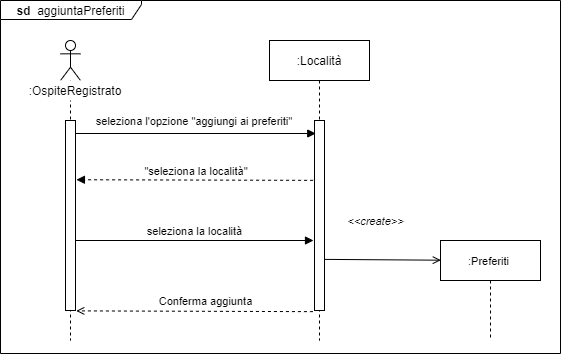 sd aggiuntaPreferiti
:OspiteRegistrato
:Località
seleziona l'opzione "aggiungi ai preferiti"
"seleziona la località"
seleziona la località
<<create>>
:Preferiti
Conferma aggiunta